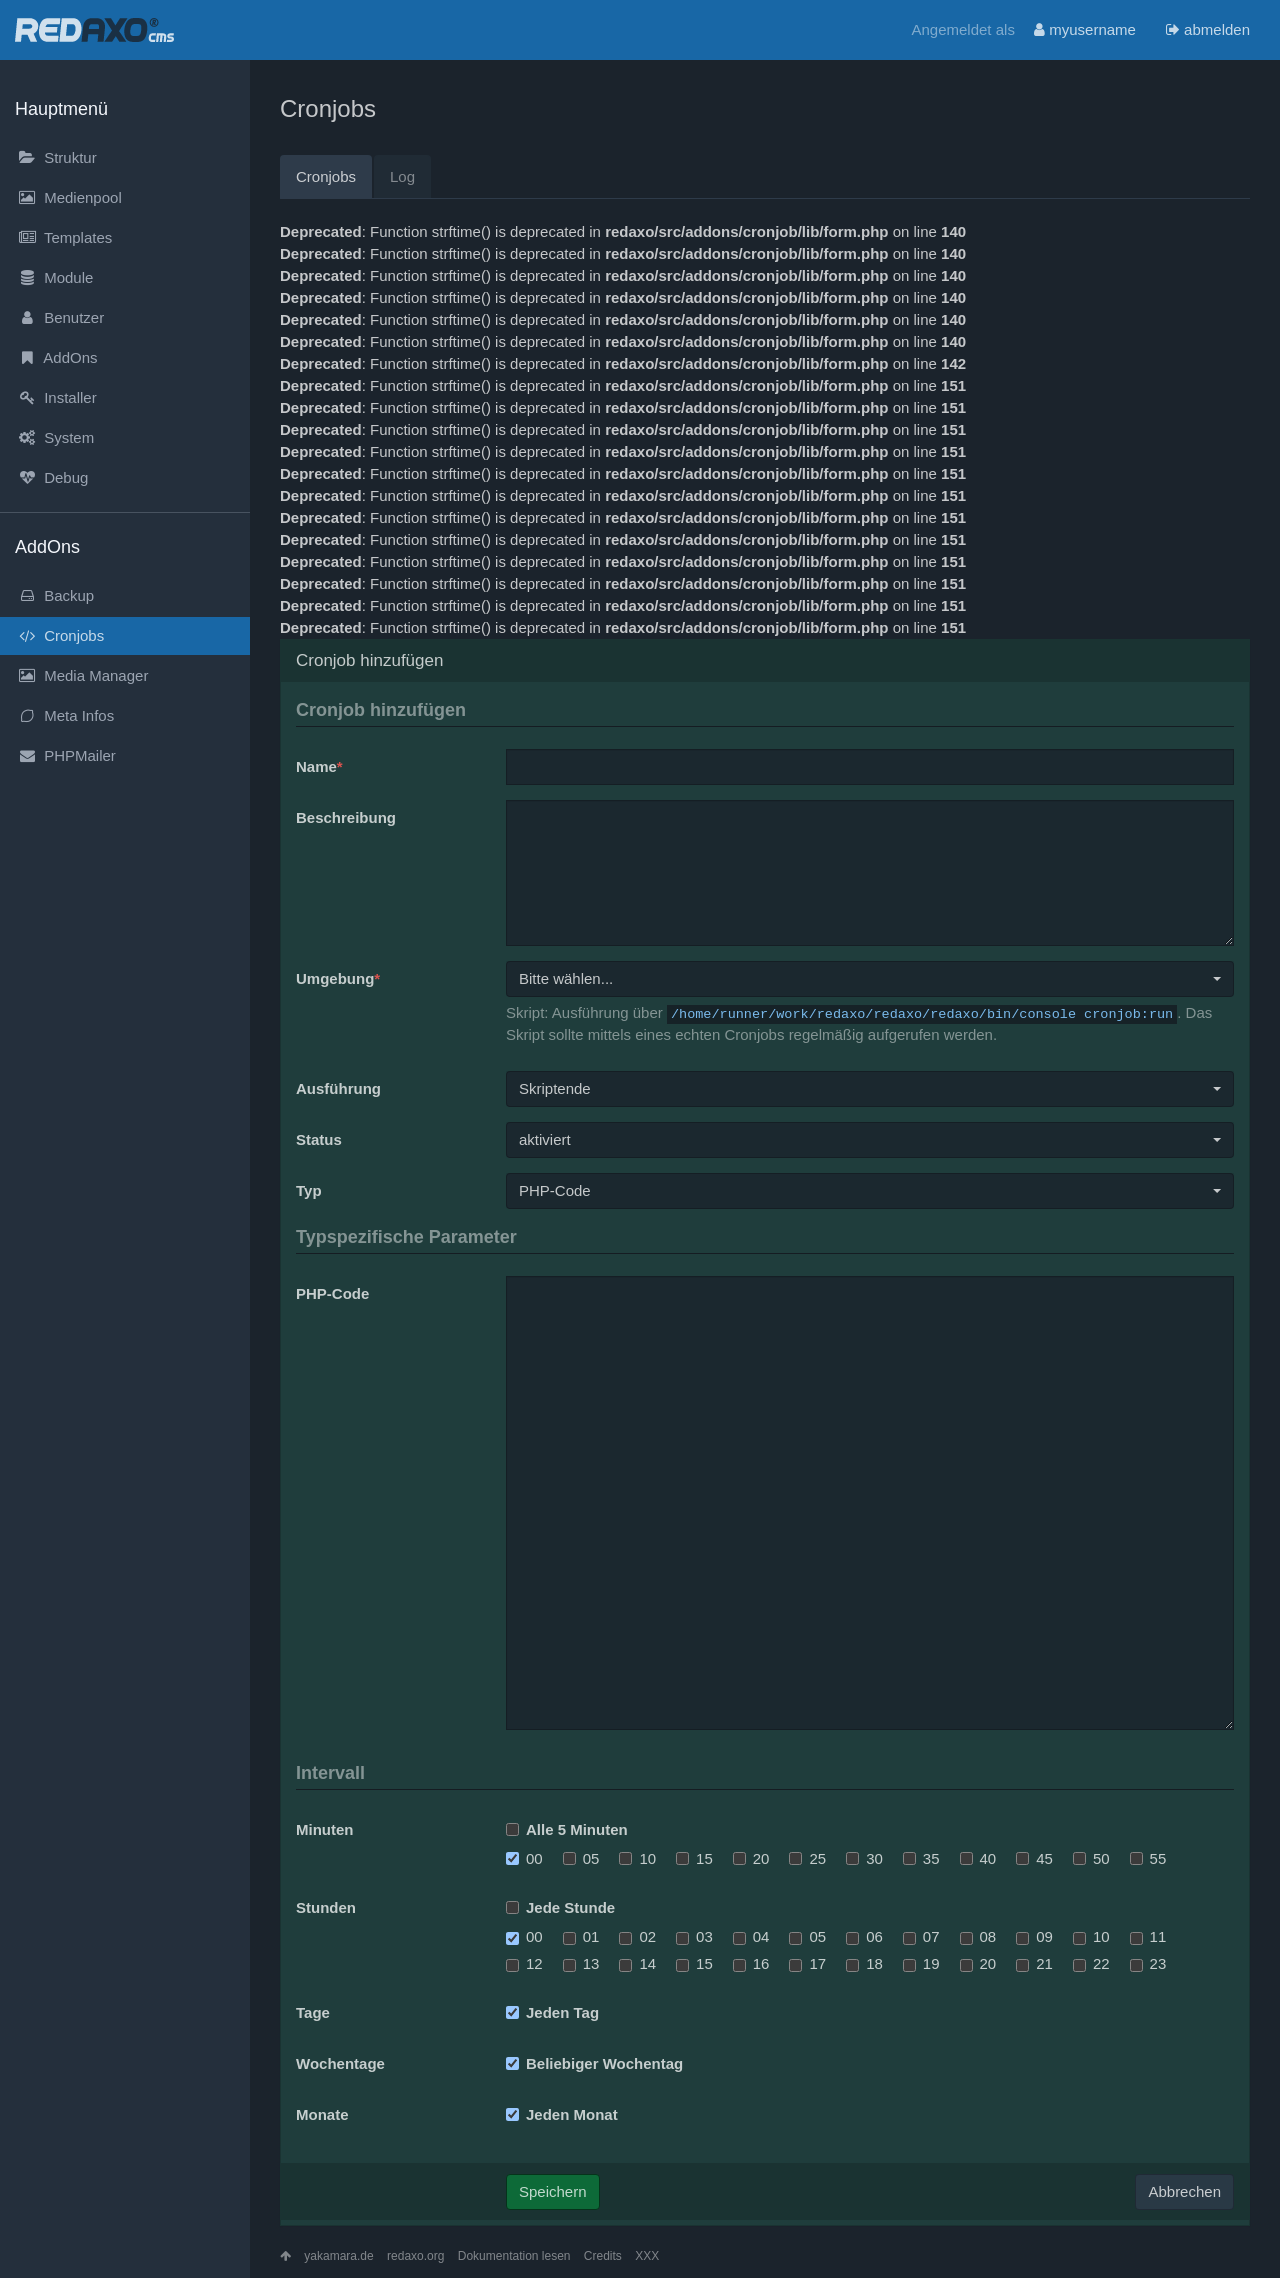 REDAXO® cms
Angemeldet als myusername abmelden
Hauptmenü
Struktur
Medienpool
Templates
Module
Benutzer
AddOns
Installer
System
Debug
AddOns
Backup
Cronjobs
Media Manager
Meta Infos
PHPMailer
Cronjobs
Cronjobs Log
Deprecated: Function strftime() is deprecated in redaxo/src/addons/cronjob/lib/form.php on line 140
Deprecated: Function strftime() is deprecated in redaxo/src/addons/cronjob/lib/form.php on line 140
Deprecated: Function strftime() is deprecated in redaxo/src/addons/cronjob/lib/form.php on line 140
Deprecated: Function strftime() is deprecated in redaxo/src/addons/cronjob/lib/form.php on line 140
Deprecated: Function strftime() is deprecated in redaxo/src/addons/cronjob/lib/form.php on line 140
Deprecated: Function strftime() is deprecated in redaxo/src/addons/cronjob/lib/form.php on line 140
Deprecated: Function strftime() is deprecated in redaxo/src/addons/cronjob/lib/form.php on line 142
Deprecated: Function strftime() is deprecated in redaxo/src/addons/cronjob/lib/form.php on line 151
Deprecated: Function strftime() is deprecated in redaxo/src/addons/cronjob/lib/form.php on line 151
Deprecated: Function strftime() is deprecated in redaxo/src/addons/cronjob/lib/form.php on line 151
Deprecated: Function strftime() is deprecated in redaxo/src/addons/cronjob/lib/form.php on line 151
Deprecated: Function strftime() is deprecated in redaxo/src/addons/cronjob/lib/form.php on line 151
Deprecated: Function strftime() is deprecated in redaxo/src/addons/cronjob/lib/form.php on line 151
Deprecated: Function strftime() is deprecated in redaxo/src/addons/cronjob/lib/form.php on line 151
Deprecated: Function strftime() is deprecated in redaxo/src/addons/cronjob/lib/form.php on line 151
Deprecated: Function strftime() is deprecated in redaxo/src/addons/cronjob/lib/form.php on line 151
Deprecated: Function strftime() is deprecated in redaxo/src/addons/cronjob/lib/form.php on line 151
Deprecated: Function strftime() is deprecated in redaxo/src/addons/cronjob/lib/form.php on line 151
Deprecated: Function strftime() is deprecated in redaxo/src/addons/cronjob/lib/form.php on line 151
Cronjob hinzufügen
Cronjob hinzufügen
Name*
Beschreibung
Umgebung* Bitte wählen...
Skript: Ausführung über /home/runner/work/redaxo/redaxo/redaxo/bin/console cronjob:run. Das
Skript sollte mittels eines echten Cronjobs regelmäßig aufgerufen werden.
Ausführung Skriptende
Status aktiviert
Typ PHP-Code
Typspezifische Parameter
PHP-Code
Intervall
Minuten Alle 5 Minuten
00 05 10 15 20 25 30 35 40 45 50 55
Stunden Jede Stunde
00 01 02 03 04 05 06 07 08 09 10 11
12 13 14 15 16 17 18 19 20 21 22 23
Tage Jeden Tag
Wochentage Beliebiger Wochentag
Monate Jeden Monat
Speichern Abbrechen
yakamara.de redaxo.org Dokumentation lesen Credits XXX